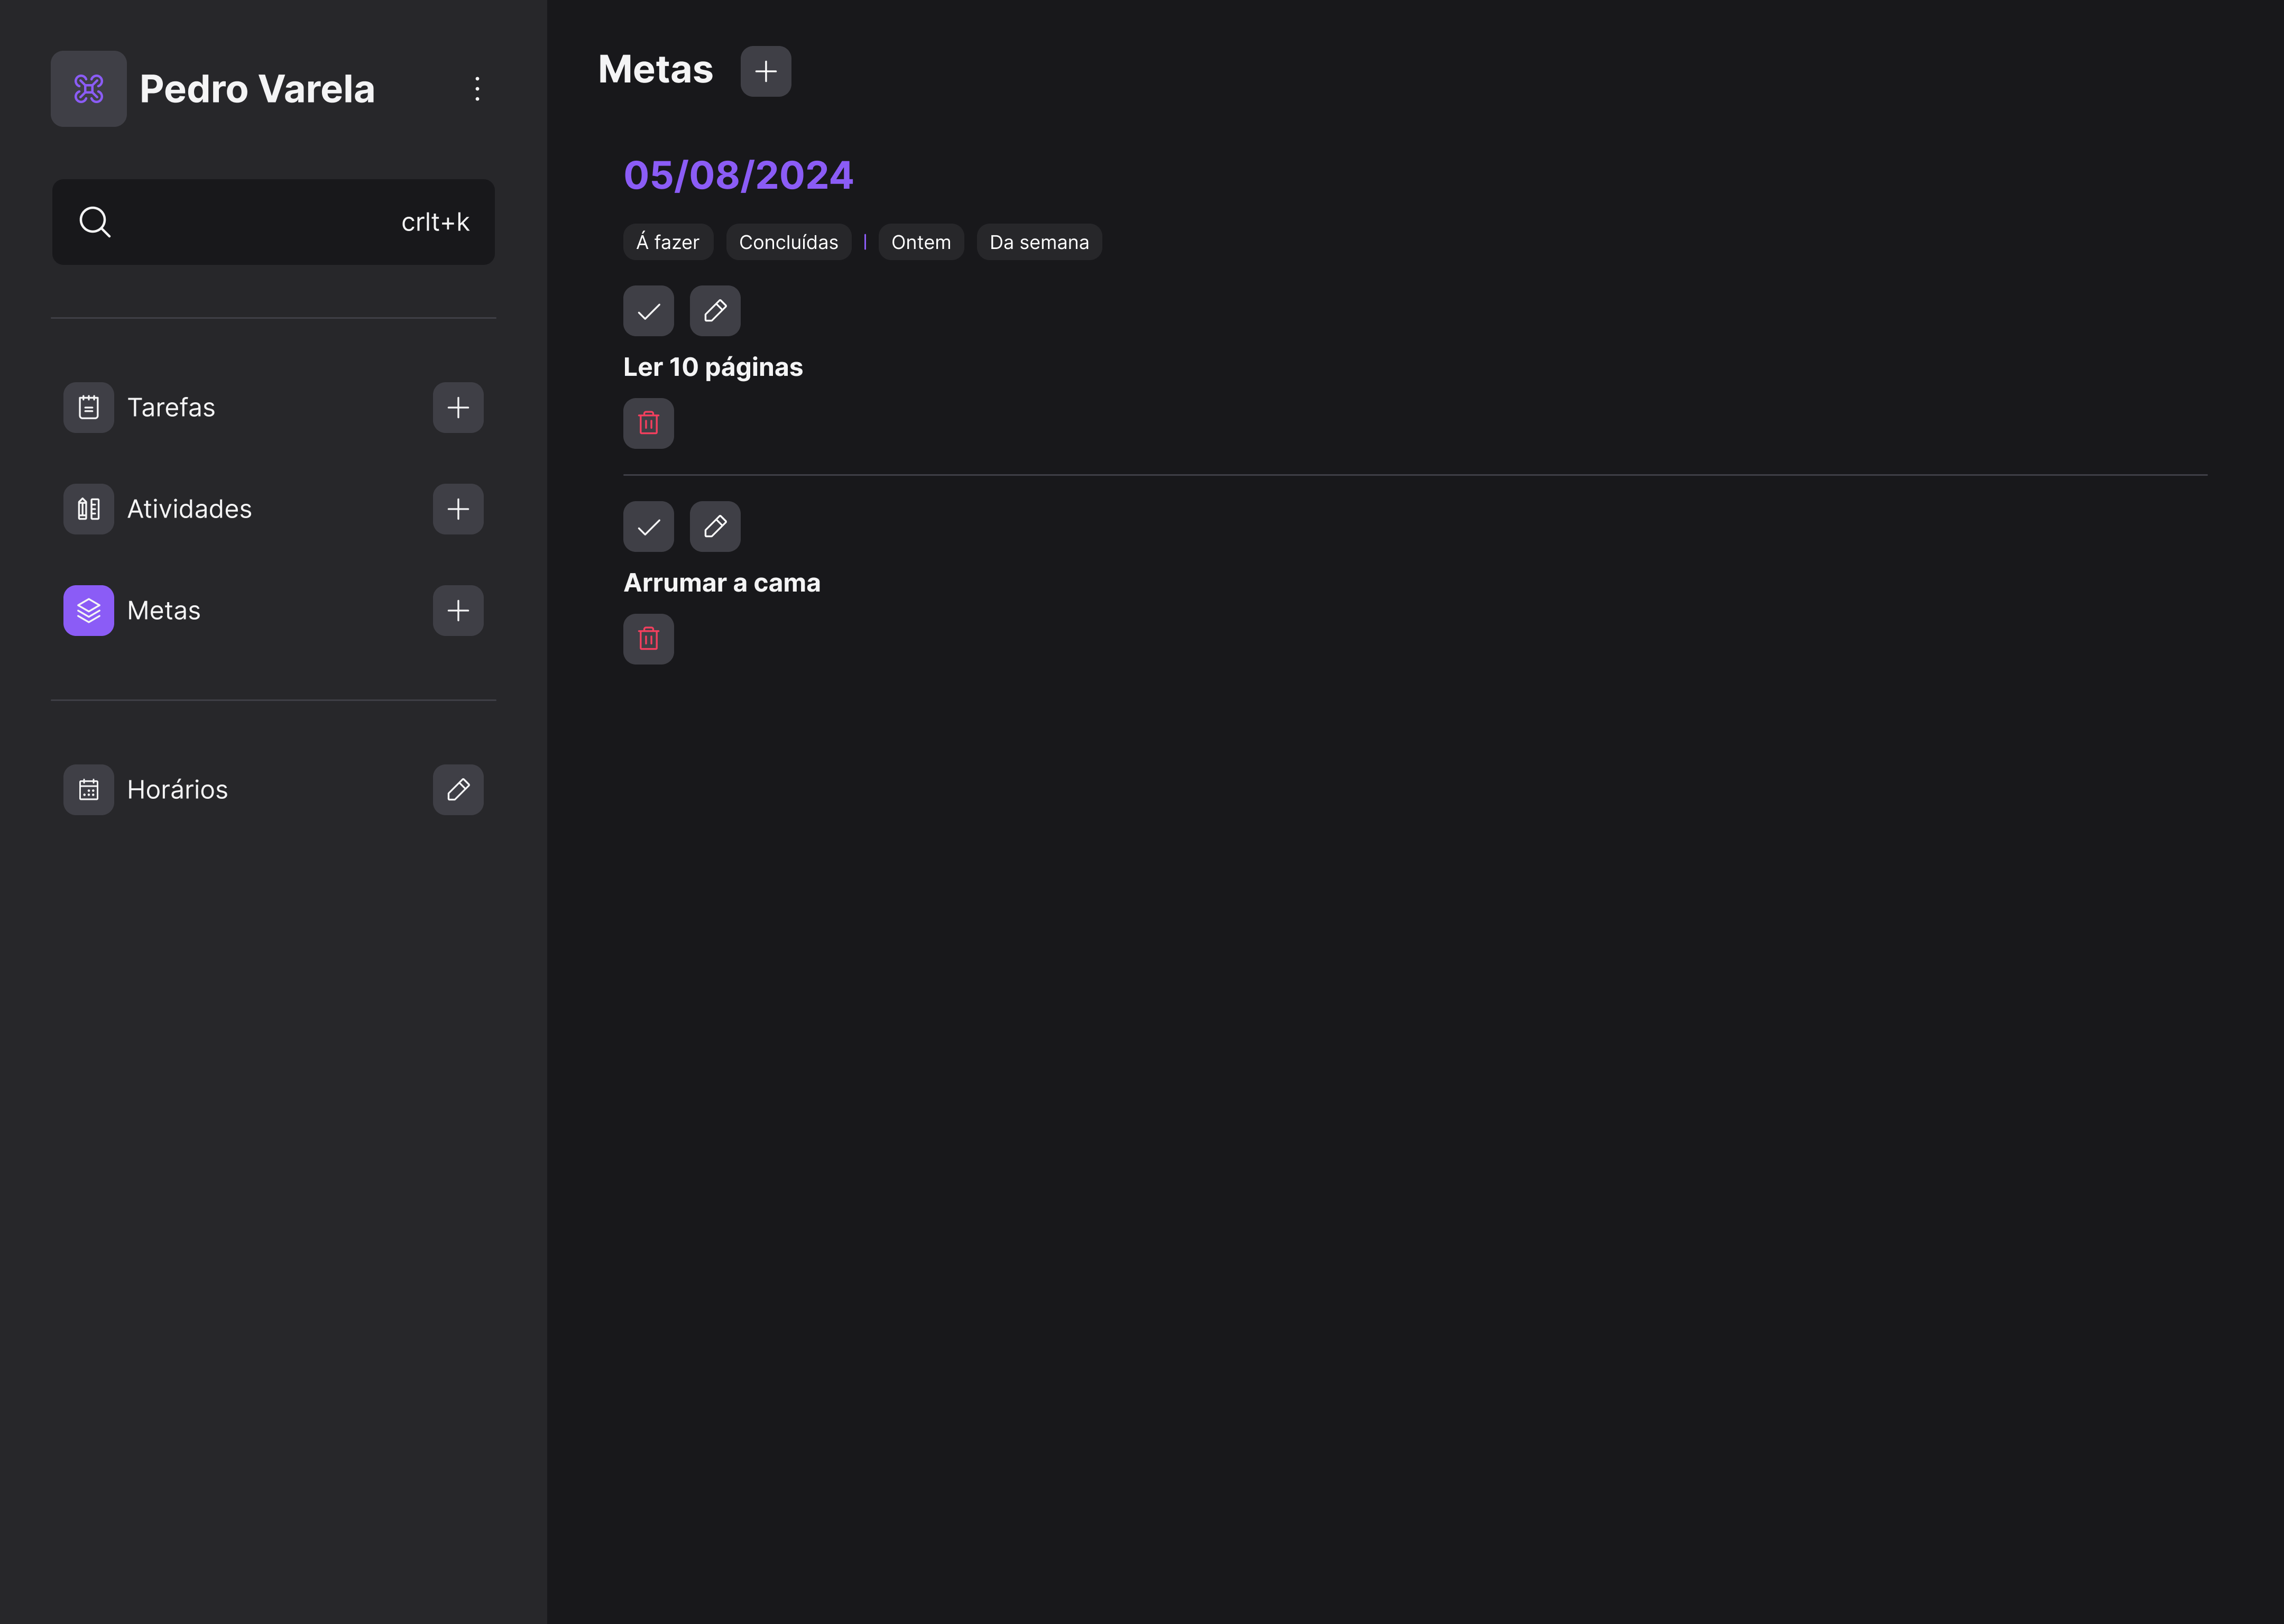 Pedro Varela
crlt+k
Tarefas
Atividades
Metas
Horários
Metas
05/08/2024
Á fazer Concluídas | Ontem Da semana
Ler 10 páginas
Arrumar a cama